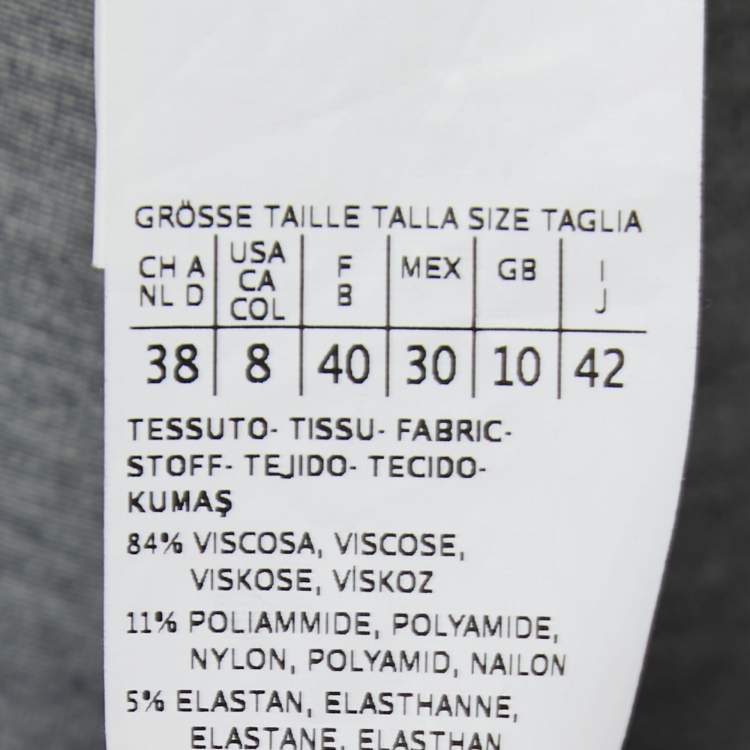 GRÖSSE TAILLE TALLA SIZE TAGLIA
CH A NL D | USA CA COL | F B | MEX | GB | I J
38 | 8 | 40 | 30 | 10 | 42
TESSUTO- TISSU- FABRIC-
STOFF- TEJIDO- TECIDO-
KUMAŞ
84% VISCOSA, VISCOSE,
VISKOSE, VİSKOZ
11% POLIAMMIDE, POLYAMIDE,
NYLON, POLYAMID, NAILON
5% ELASTAN, ELASTHANNE,
ELASTANE, ELASTHAN